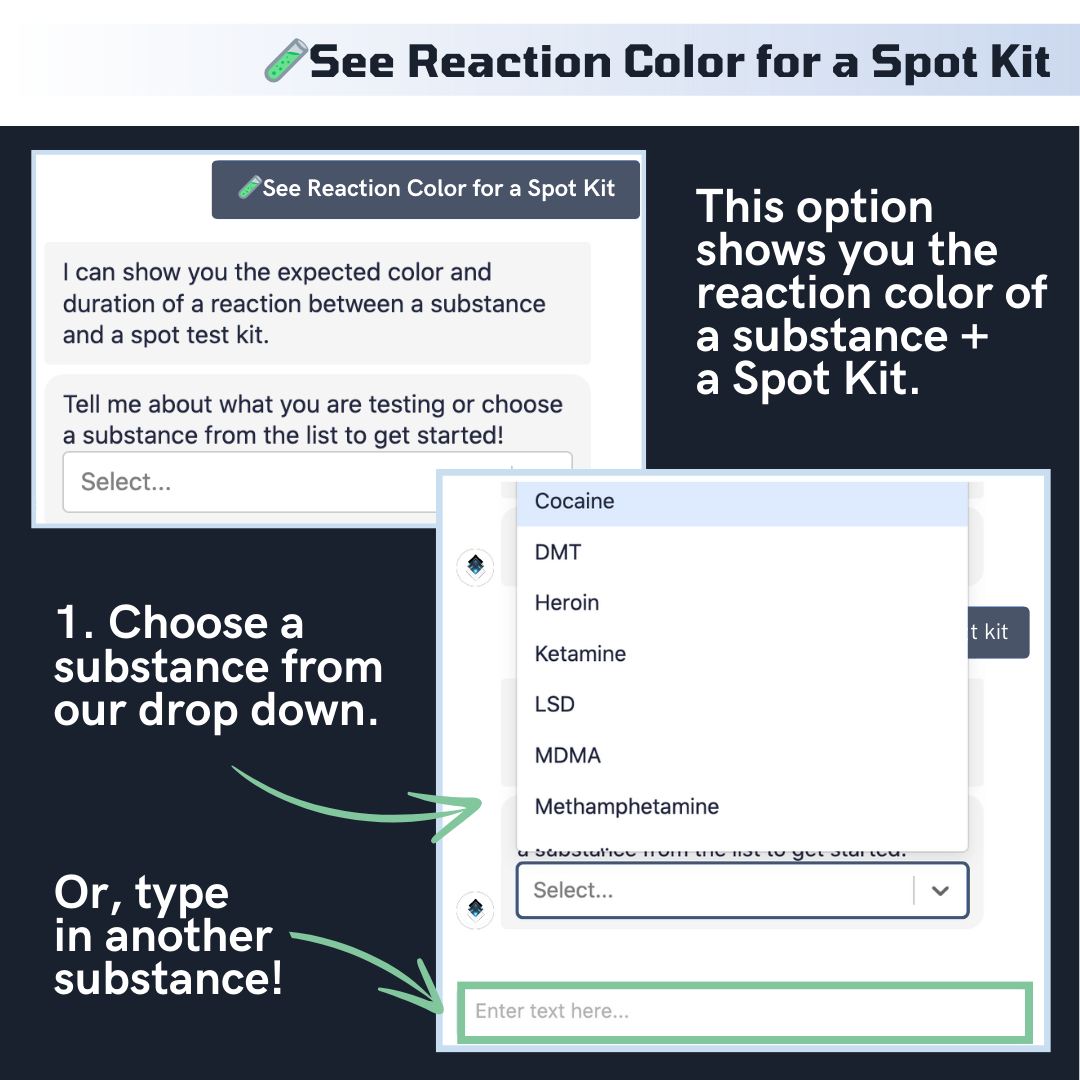 See Reaction Color for a Spot Kit
See Reaction Color for a Spot Kit
I can show you the expected color and
duration of a reaction between a substance
and a spot test kit.
Tell me about what you are testing or choose
a substance from the list to get started!
Select...
This option
shows you the
reaction color of
a substance +
a Spot Kit.
1. Choose a
substance from
our drop down.
Cocaine
DMT
Heroin
Ketamine
LSD
MDMA
Methamphetamine
t kit
a substance from the list to get started!
Select...
Or, type
in another
substance!
Enter text here...